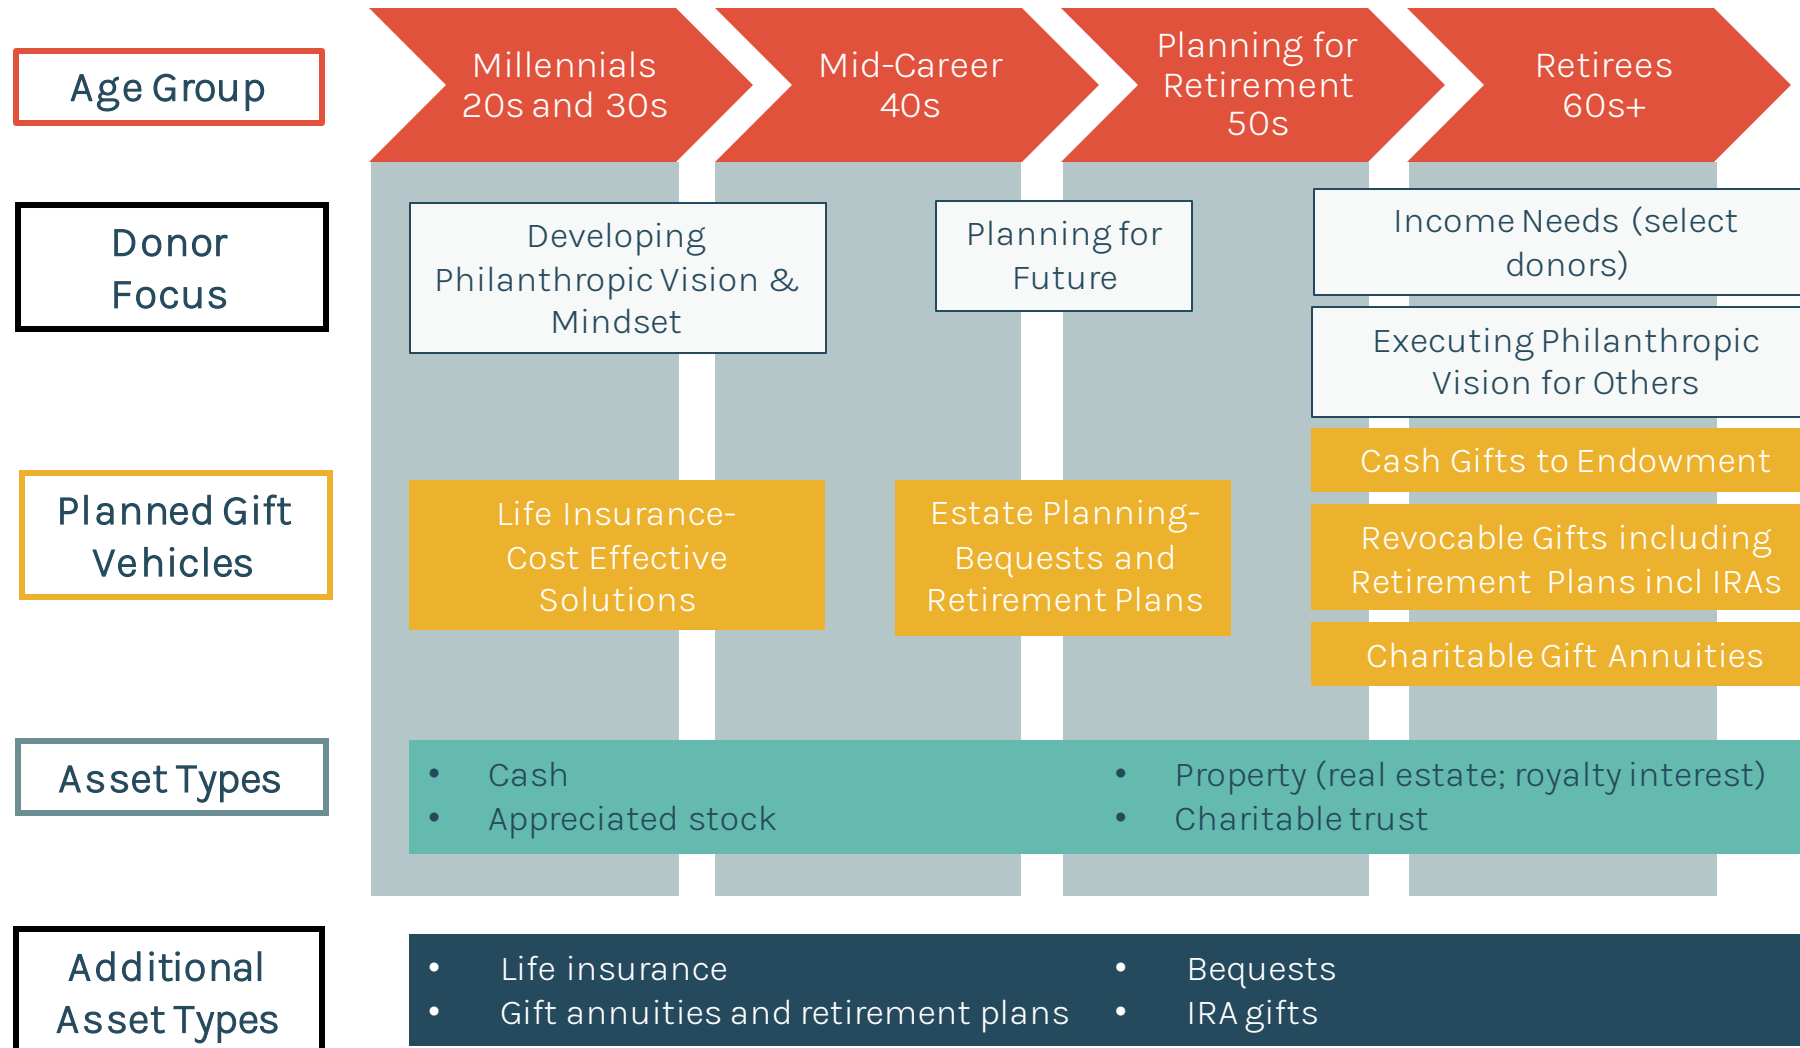 Age Group
Millennials
20s and 30s
Mid-Career
40s
Planning for
Retirement
50s
Retirees
60s+
Donor
Focus
Developing
Philanthropic Vision &
Mindset
Planning for
Future
Income Needs (select
donors)
Executing Philanthropic
Vision for Others
Planned Gift
Vehicles
Life Insurance-
Cost Effective
Solutions
Estate Planning-
Bequests and
Retirement Plans
Cash Gifts to Endowment
Revocable Gifts including
Retirement Plans incl IRAs
Charitable Gift Annuities
Asset Types
• Cash
• Appreciated stock
• Property (real estate; royalty interest)
• Charitable trust
Additional
Asset Types
• Life insurance
• Gift annuities and retirement plans
• Bequests
• IRA gifts